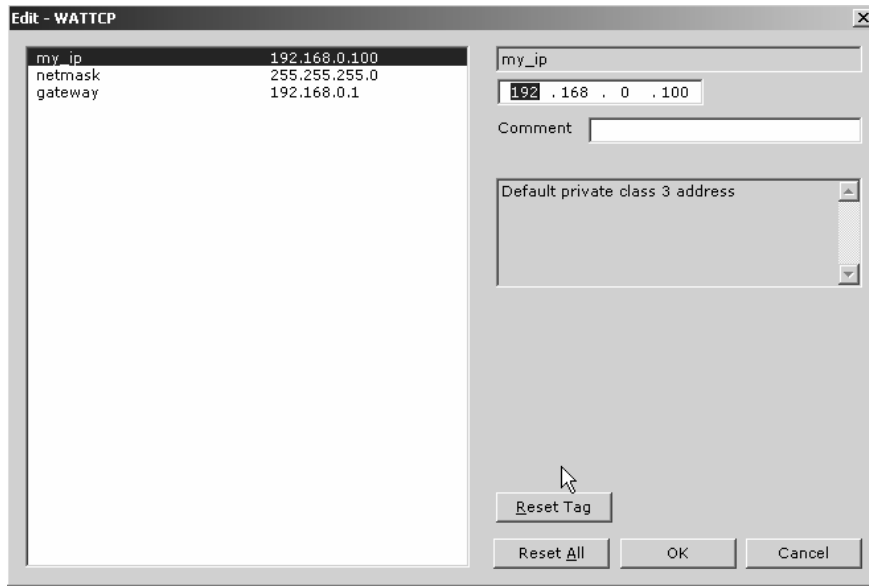 Edit - WATTCP
my_ip 192.168.0.100
netmask 255.255.255.0
gateway 192.168.0.1
my_ip
192 . 168 . 0 . 100
Comment
Default private class 3 address
Reset Tag
Reset All OK Cancel